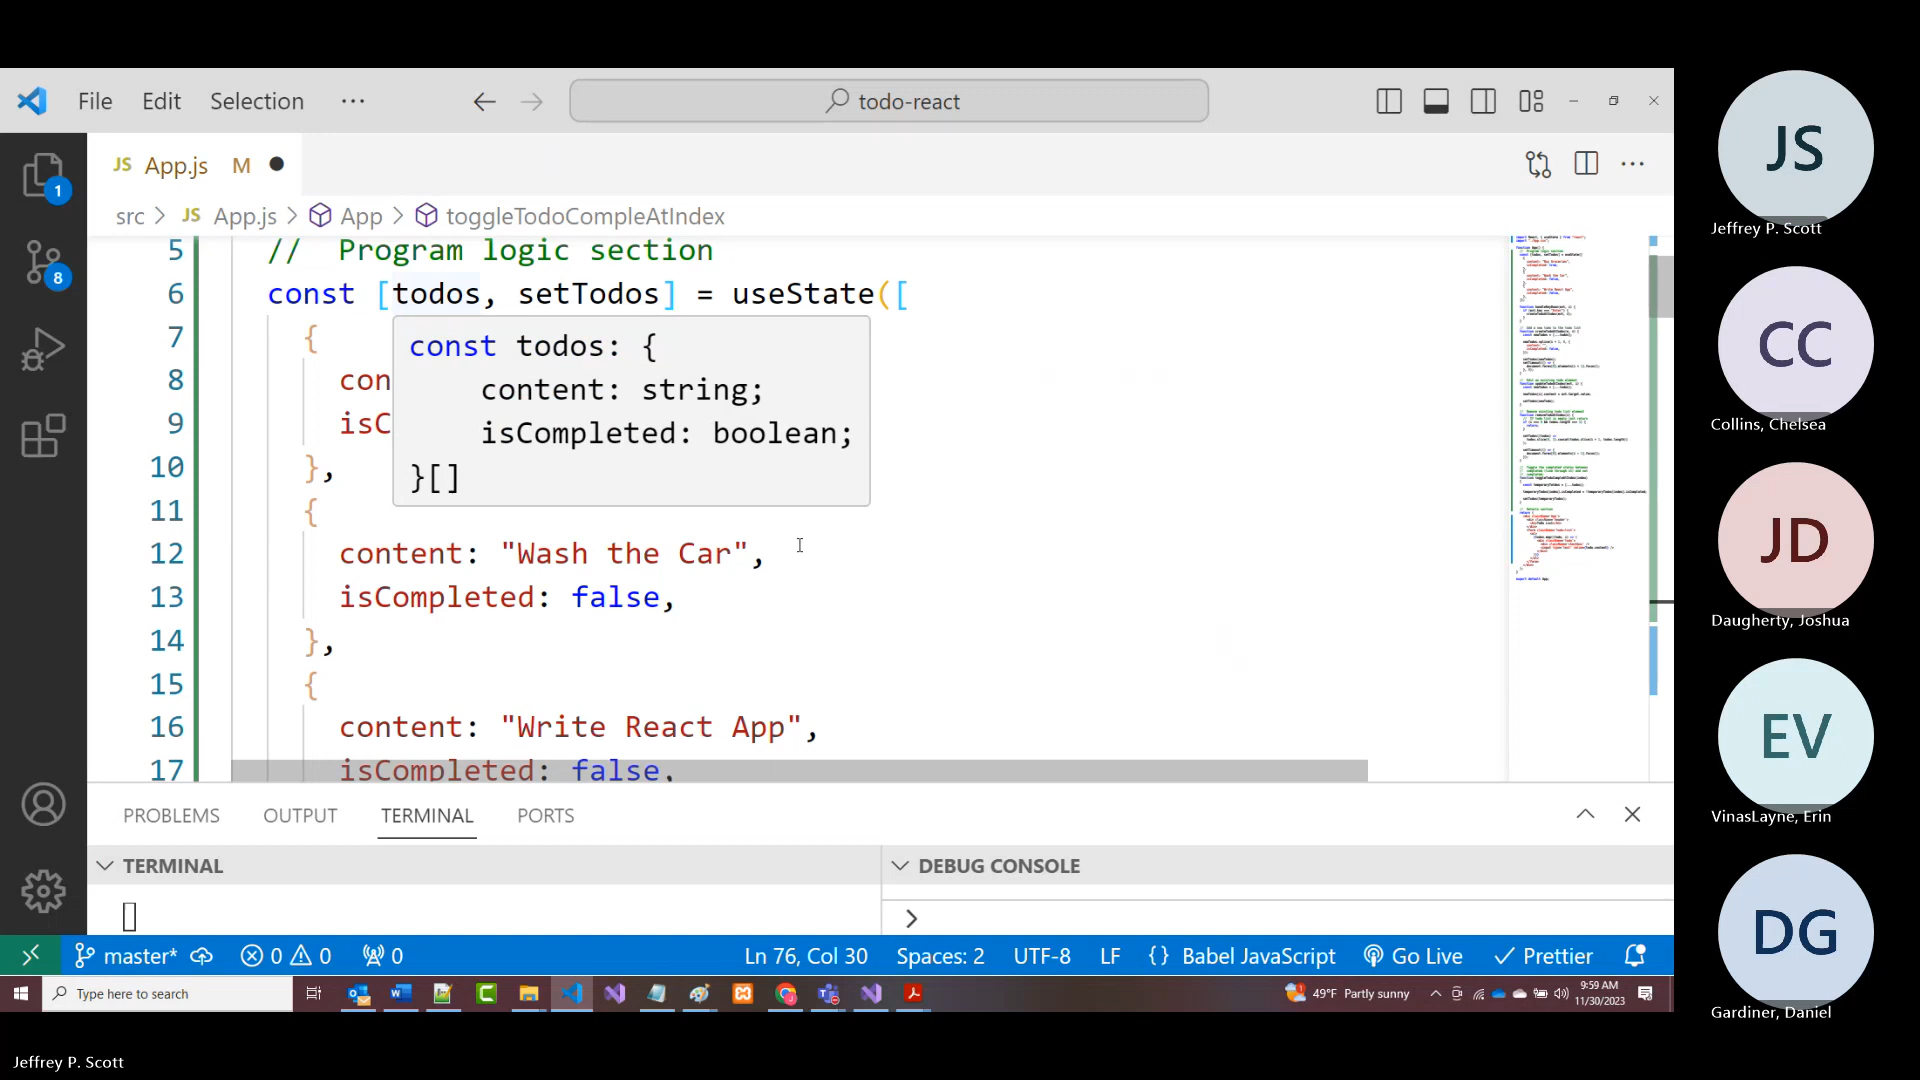 File Edit Selection ···
todo-react
JS App.js M
src > JS App.js > App > toggleTodoCompleAtIndex
5 // Program logic section
6 const [todos, setTodos] = useState([
7 {
8 con
9 isC
10 },
11 {
12 content: "Wash the Car",
13 isCompleted: false,
14 },
15 {
16 content: "Write React App",
17 isCompleted: false,
const todos: {
content: string;
isCompleted: boolean;
}[]
1
8
PROBLEMS OUTPUT TERMINAL PORTS
TERMINAL
DEBUG CONSOLE
>
master* 0 0 0 Ln 76, Col 30 Spaces: 2 UTF-8 LF {} Babel JavaScript Go Live Prettier
Type here to search
49°F Partly sunny
9:59 AM
11/30/2023
JS
Jeffrey P. Scott
CC
Collins, Chelsea
JD
Daugherty, Joshua
EV
VinasLayne, Erin
DG
Gardiner, Daniel
Jeffrey P. Scott